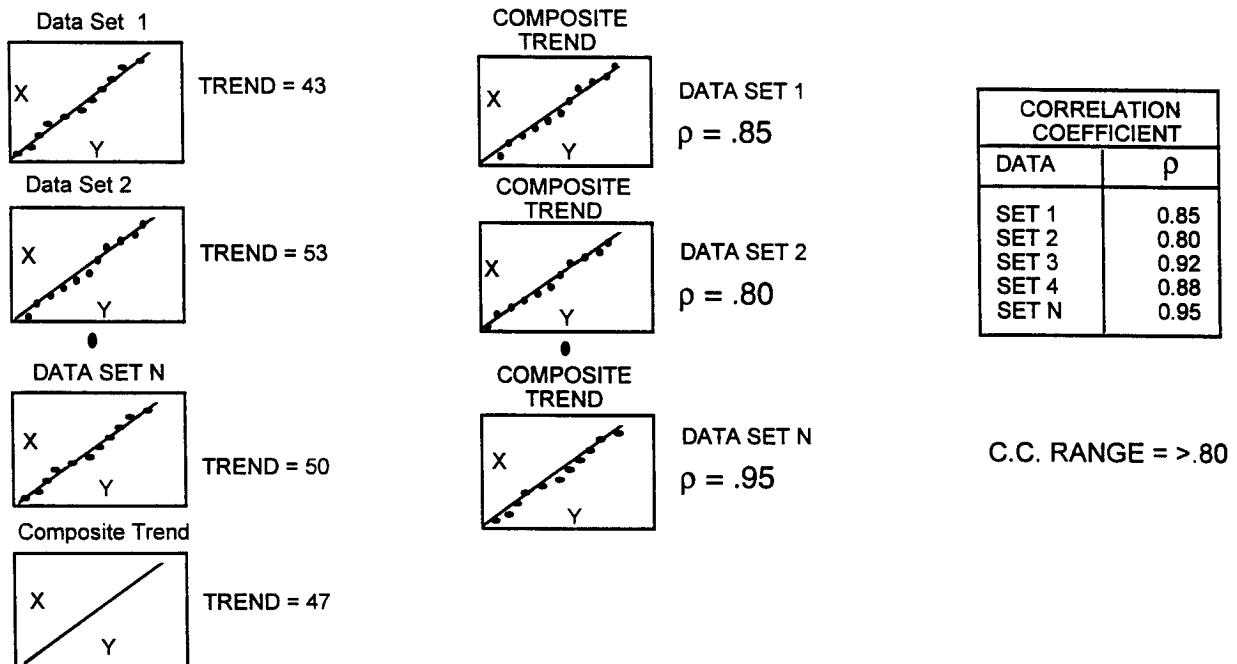 Data Set 1
X
Y
TREND = 43
Data Set 2
X
Y
TREND = 53
DATA SET N
X
Y
TREND = 50
Composite Trend
X
Y
TREND = 47
COMPOSITE
TREND
X
Y
DATA SET 1
ρ = .85
COMPOSITE
TREND
X
Y
DATA SET 2
ρ = .80
COMPOSITE
TREND
X
Y
DATA SET N
ρ = .95
CORRELATION
COEFFICIENT
DATA ρ
SET 1 0.85
SET 2 0.80
SET 3 0.92
SET 4 0.88
SET N 0.95
C.C. RANGE = >.80